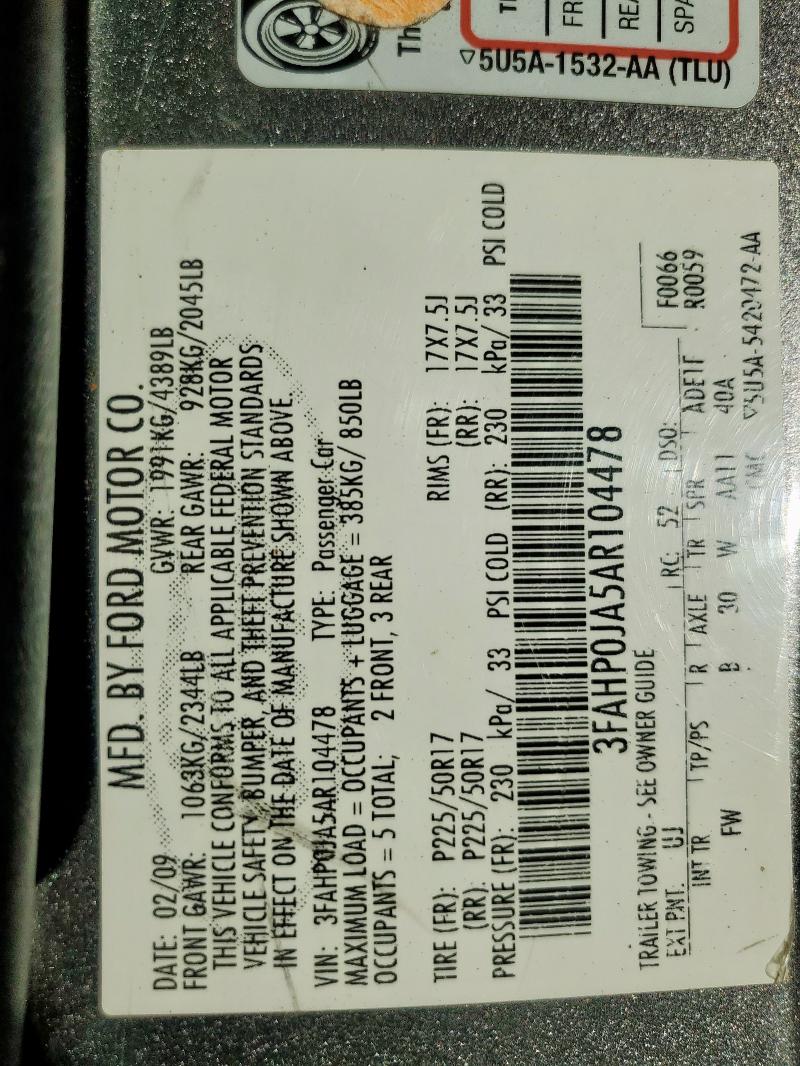 Th
TI
FR
REA
SPA
▽5U5A-1532-AA (TLU)
MFD. BY FORD MOTOR CO.
DATE: 02/09 GVWR: 1991KG/4389LB
FRONT GAWR: 1063KG/2344LB REAR GAWR: 928KG/2045LB
THIS VEHICLE CONFORMS TO ALL APPLICABLE FEDERAL MOTOR
VEHICLE SAFETY, BUMPER, AND THEFT PREVENTION STANDARDS
IN EFFECT ON THE DATE OF MANUFACTURE SHOWN ABOVE
VIN: 3FAHP0JA5AR104478 TYPE: Passenger Car
MAXIMUM LOAD = OCCUPANTS + LUGGAGE = 385KG/ 850LB
OCCUPANTS = 5 TOTAL; 2 FRONT, 3 REAR
TIRE (FR): P225/50R17 RIMS (FR): 17X7.5J
(RR): P225/50R17 (RR): 17X7.5J
PRESSURE (FR): 230 kPa/ 33 PSI COLD (RR): 230 kPa/ 33 PSI COLD
3FAHP0JA5AR104478
TRAILER TOWING - SEE OWNER GUIDE
F0066
EXT PNT: UJ RC: 52 DSO: R0059
INT TR TP/PS R AXLE TR SPR ADE1F
FW B 30 W AA11 40A
▽5U5A-5420472-AA